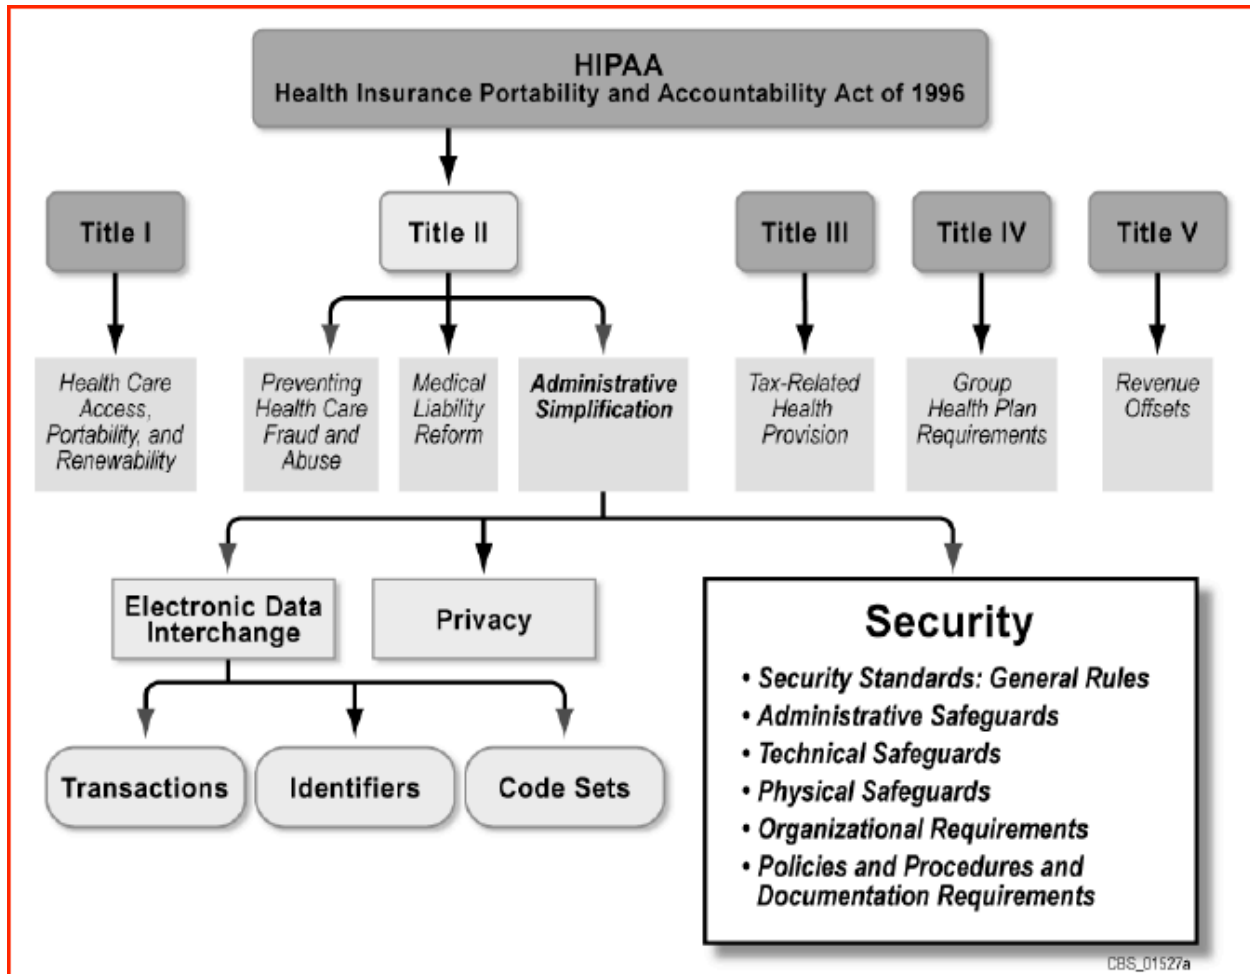 HIPAA
Health Insurance Portability and Accountability Act of 1996
Title I
Title II
Title III
Title IV
Title V
Health Care
Access,
Portability, and
Renewability
Preventing
Health Care
Fraud and
Abuse
Medical
Liability
Reform
Administrative
Simplification
Tax-Related
Health
Provision
Group
Health Plan
Requirements
Revenue
Offsets
Electronic Data
Interchange
Privacy
Security
• Security Standards: General Rules
• Administrative Safeguards
• Technical Safeguards
• Physical Safeguards
• Organizational Requirements
• Policies and Procedures and
Documentation Requirements
Transactions
Identifiers
Code Sets
CBS_01527a